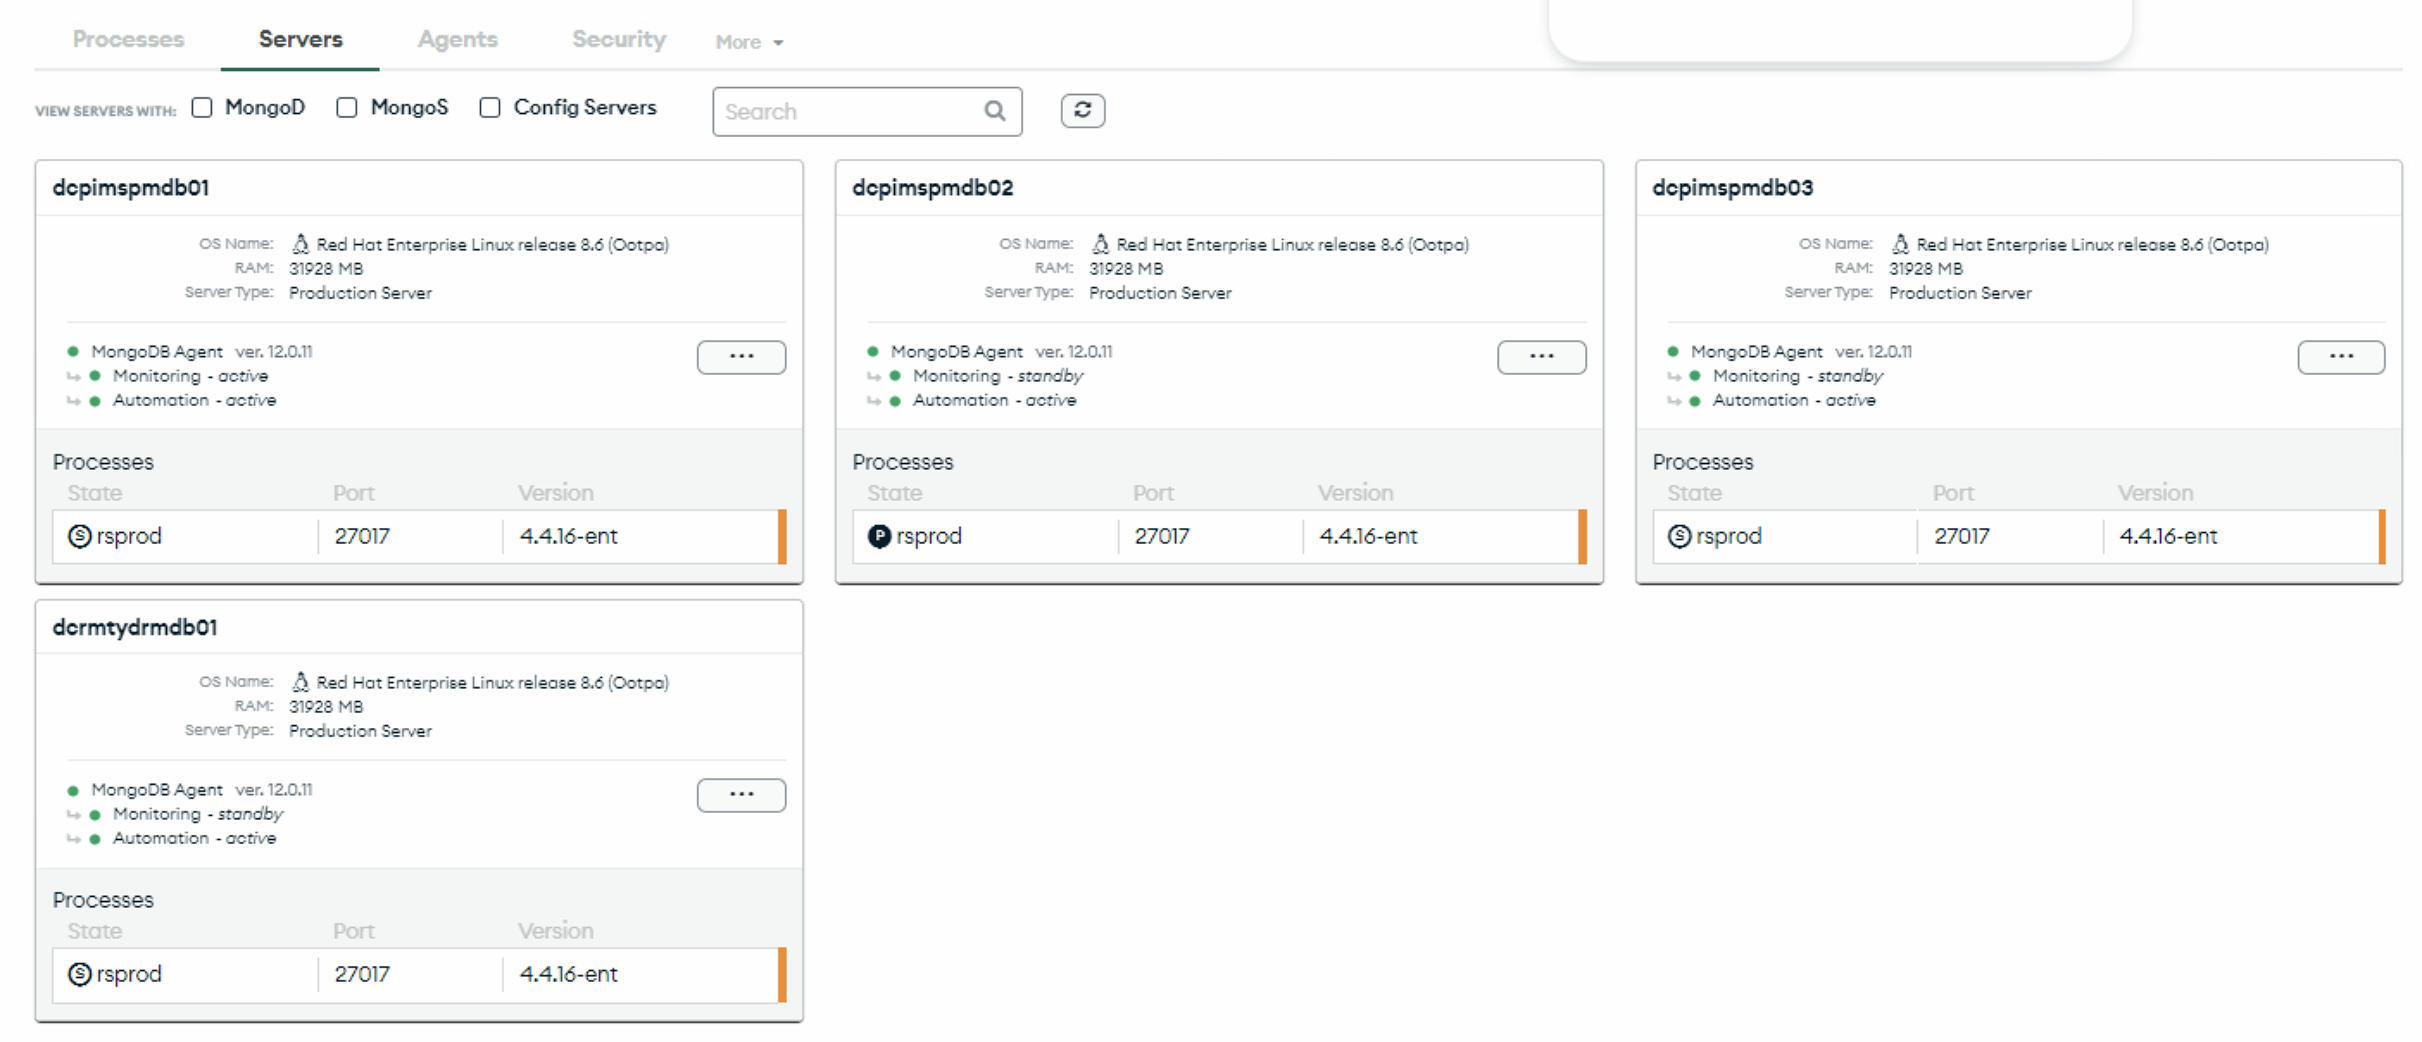 Processes Servers Agents Security More
VIEW SERVERS WITH: MongoD MongoS Config Servers Search
dcpimspmdb01
OS Name: Red Hat Enterprise Linux release 8.6 (Ootpa)
RAM: 31928 MB
Server Type: Production Server
MongoDB Agent ver. 12.0.11
...
Monitoring - active
Automation - active
Processes
State Port Version
S rsprod 27017 4.4.16-ent
dcpimspmdb02
OS Name: Red Hat Enterprise Linux release 8.6 (Ootpa)
RAM: 31928 MB
Server Type: Production Server
MongoDB Agent ver. 12.0.11
...
Monitoring - standby
Automation - active
Processes
State Port Version
P rsprod 27017 4.4.16-ent
dcpimspmdb03
OS Name: Red Hat Enterprise Linux release 8.6 (Ootpa)
RAM: 31928 MB
Server Type: Production Server
MongoDB Agent ver. 12.0.11
...
Monitoring - standby
Automation - active
Processes
State Port Version
S rsprod 27017 4.4.16-ent
dcrmtydrmdb01
OS Name: Red Hat Enterprise Linux release 8.6 (Ootpa)
RAM: 31928 MB
Server Type: Production Server
MongoDB Agent ver. 12.0.11
...
Monitoring - standby
Automation - active
Processes
State Port Version
S rsprod 27017 4.4.16-ent